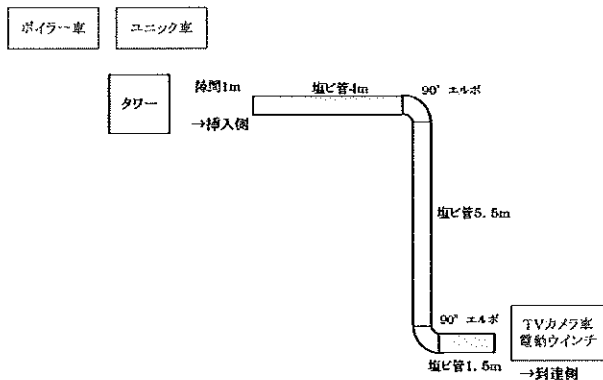 ボイラー車
ユニック車
タワー
隙間1m
→挿入側
塩ビ管4m
90° エルボ
塩ビ管5.5m
90° エルボ
塩ビ管1.5m
TVカメラ車
電動ウインチ
→到達側